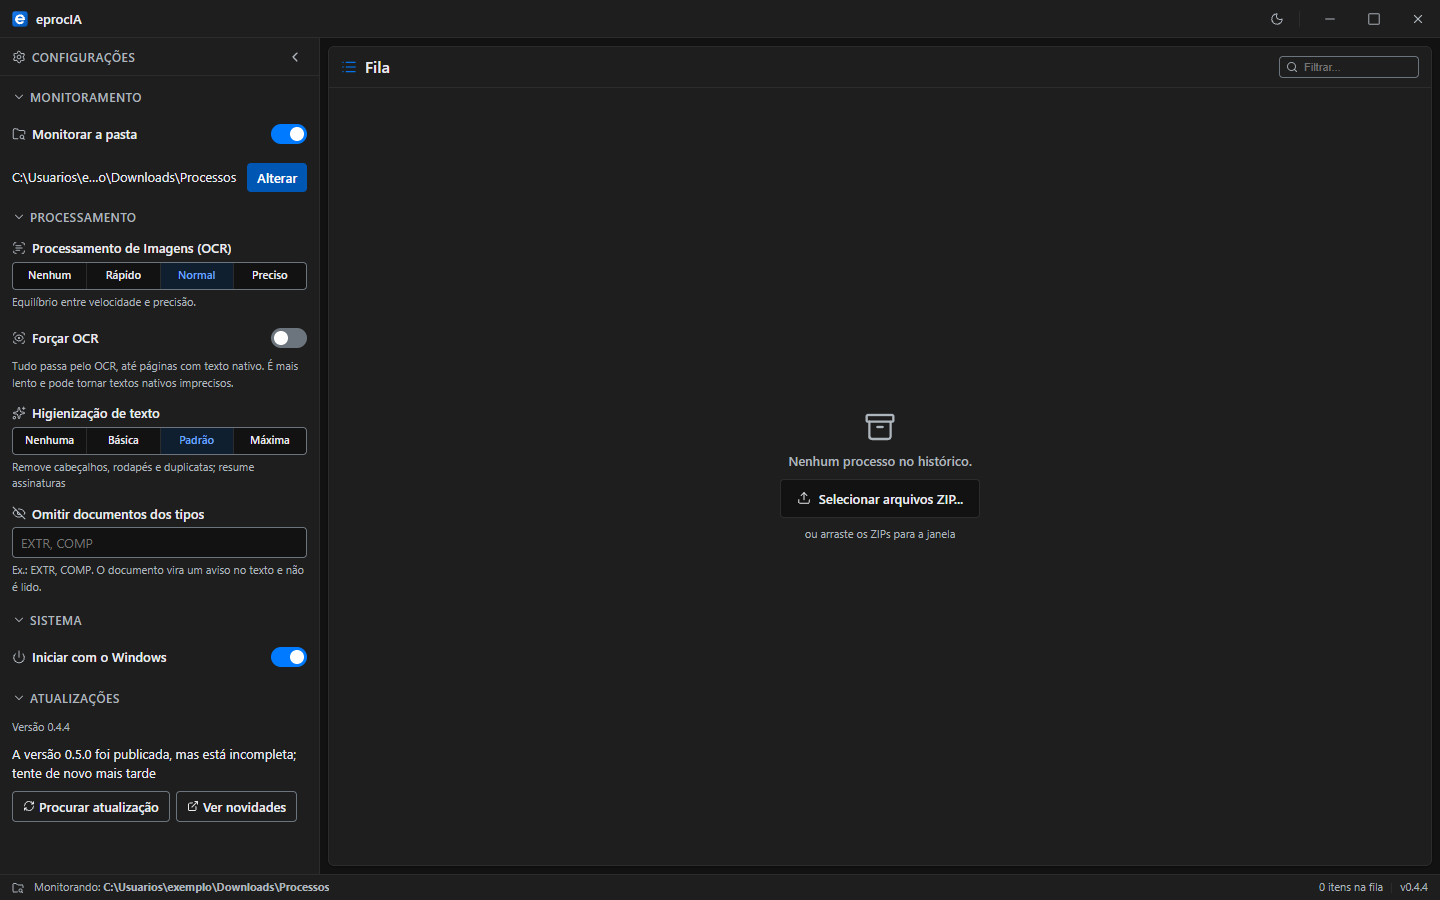 eprocIA
CONFIGURAÇÕES
MONITORAMENTO
Monitorar a pasta
C:\Usuarios\e...o\Downloads\Processos
Alterar
PROCESSAMENTO
Processamento de Imagens (OCR)
Nenhum
Rápido
Normal
Preciso
Equilíbrio entre velocidade e precisão.
Forçar OCR
Tudo passa pelo OCR, até páginas com texto nativo. É mais
lento e pode tornar textos nativos imprecisos.
Higienização de texto
Nenhuma
Básica
Padrão
Máxima
Remove cabeçalhos, rodapés e duplicatas; resume
assinaturas
Omitir documentos dos tipos
EXTR, COMP
Ex.: EXTR, COMP. O documento vira um aviso no texto e não
é lido.
SISTEMA
Iniciar com o Windows
ATUALIZAÇÕES
Versão 0.4.4
A versão 0.5.0 foi publicada, mas está incompleta;
tente de novo mais tarde
Procurar atualização
Ver novidades
Fila
Filtrar...
Nenhum processo no histórico.
Selecionar arquivos ZIP...
ou arraste os ZIPs para a janela
Monitorando: C:\Usuarios\exemplo\Downloads\Processos
0 itens na fila
v0.4.4